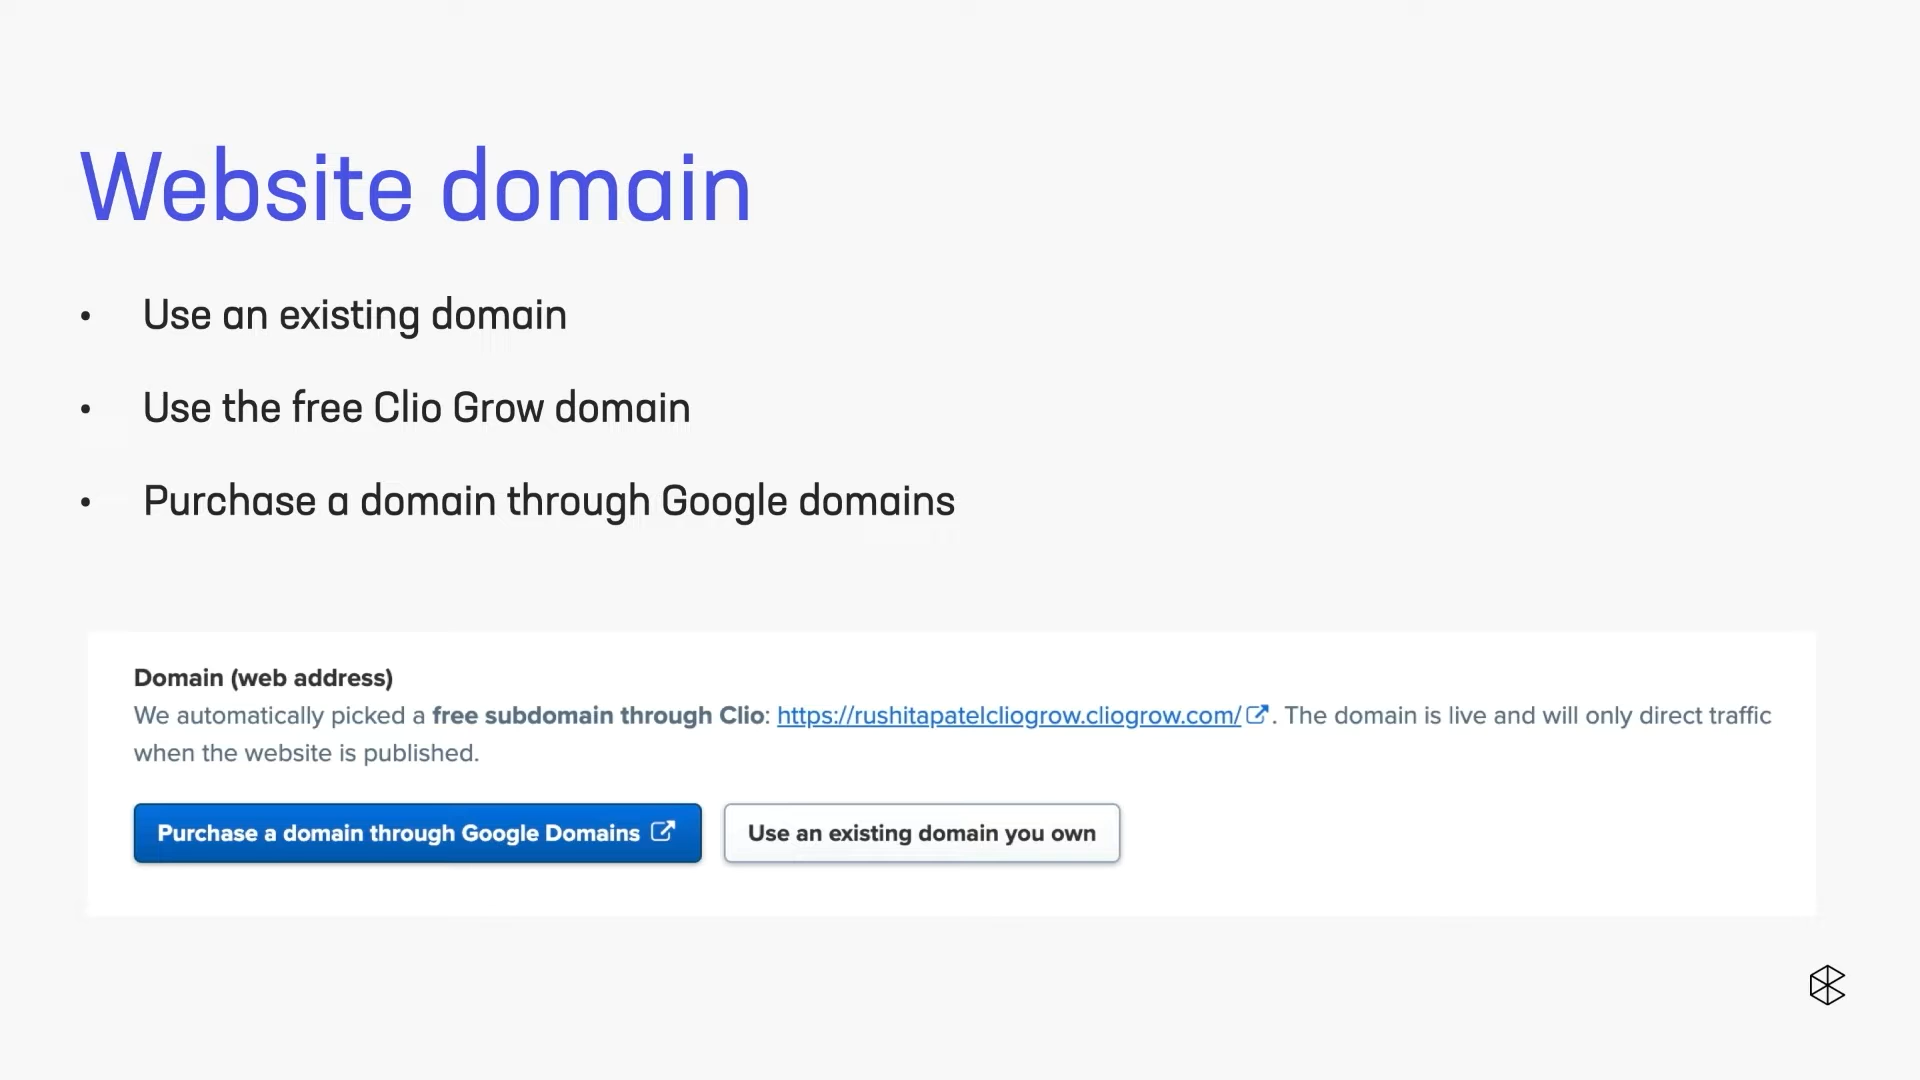 Website domain
• Use an existing domain
• Use the free Clio Grow domain
• Purchase a domain through Google domains
Domain (web address)
We automatically picked a free subdomain through Clio: https://rushitapatelcliogrow.cliogrow.com/ . The domain is live and will only direct traffic
when the website is published.
Purchase a domain through Google Domains
Use an existing domain you own